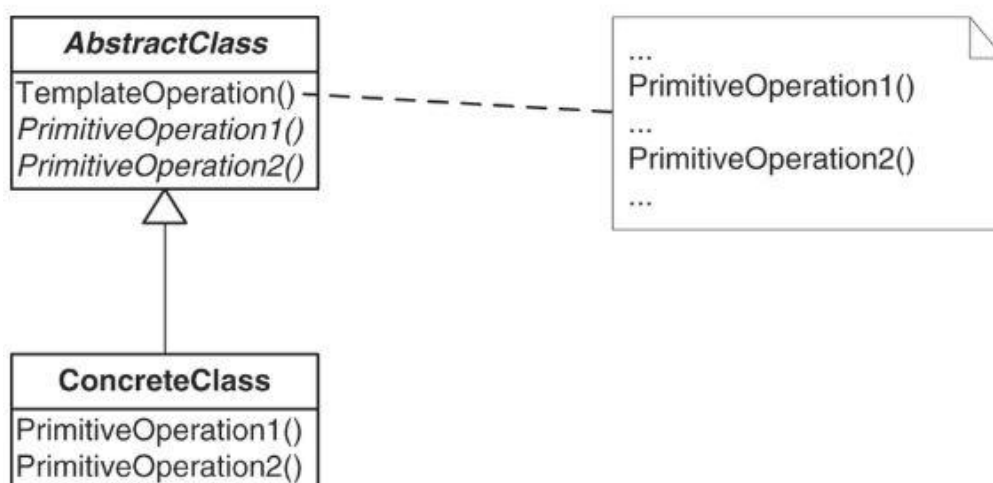 AbstractClass
TemplateOperation()
PrimitiveOperation1()
PrimitiveOperation2()
...
PrimitiveOperation1()
...
PrimitiveOperation2()
...
ConcreteClass
PrimitiveOperation1()
PrimitiveOperation2()